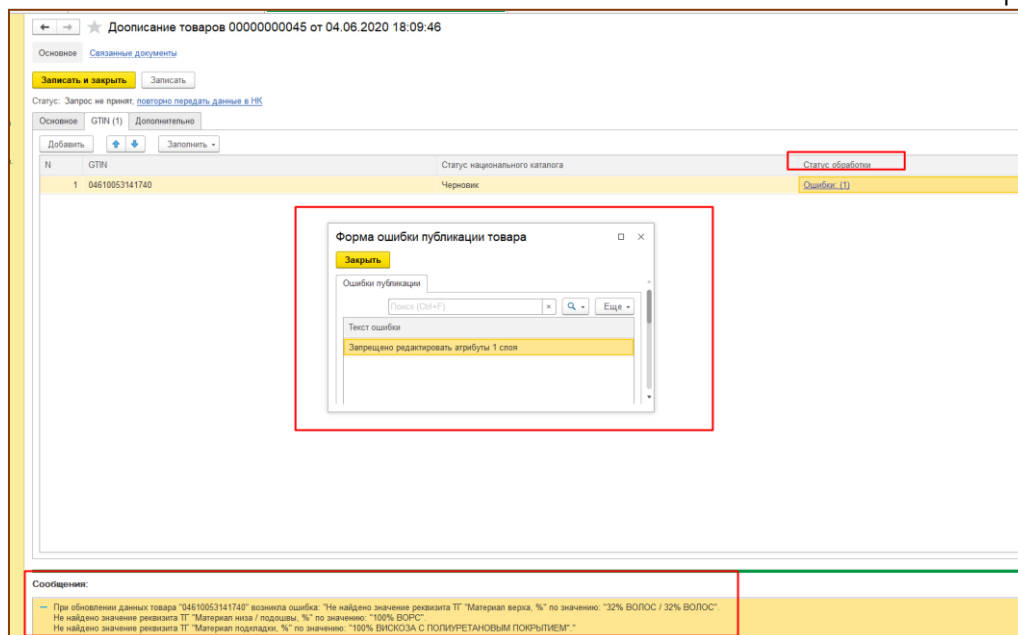 ← → ★ Доописание товаров 00000000045 от 04.06.2020 18:09:46
Основное Связанные документы
Записать и закрыть Записать
Статус: Запрос не принят, повторно передать данные в НК
Основное GTIN (1) Дополнительно
Добавить Заполнить
N GTIN Статус национального каталога Статус обработки
1 04610053141740 Черновик Ошибки: (1)
Форма ошибки публикации товара
Закрыть
Ошибки публикации
Поиск (Ctrl+F) × Еще
Текст ошибки
Запрещено редактировать атрибуты 1 слоя
Сообщения:
При обновлении данных товара "04610053141740" возникла ошибка: "Не найдено значение реквизита ТГ "Материал верха, %" по значению: "32% ВОЛОС / 32% ВОЛОС".
Не найдено значение реквизита ТГ "Материал низа / подошвы, %" по значению: "100% ВОРС".
Не найдено значение реквизита ТГ "Материал подкладки, %" по значению: "100% ВИСКОЗА С ПОЛИУРЕТАНОВЫМ ПОКРЫТИЕМ"."